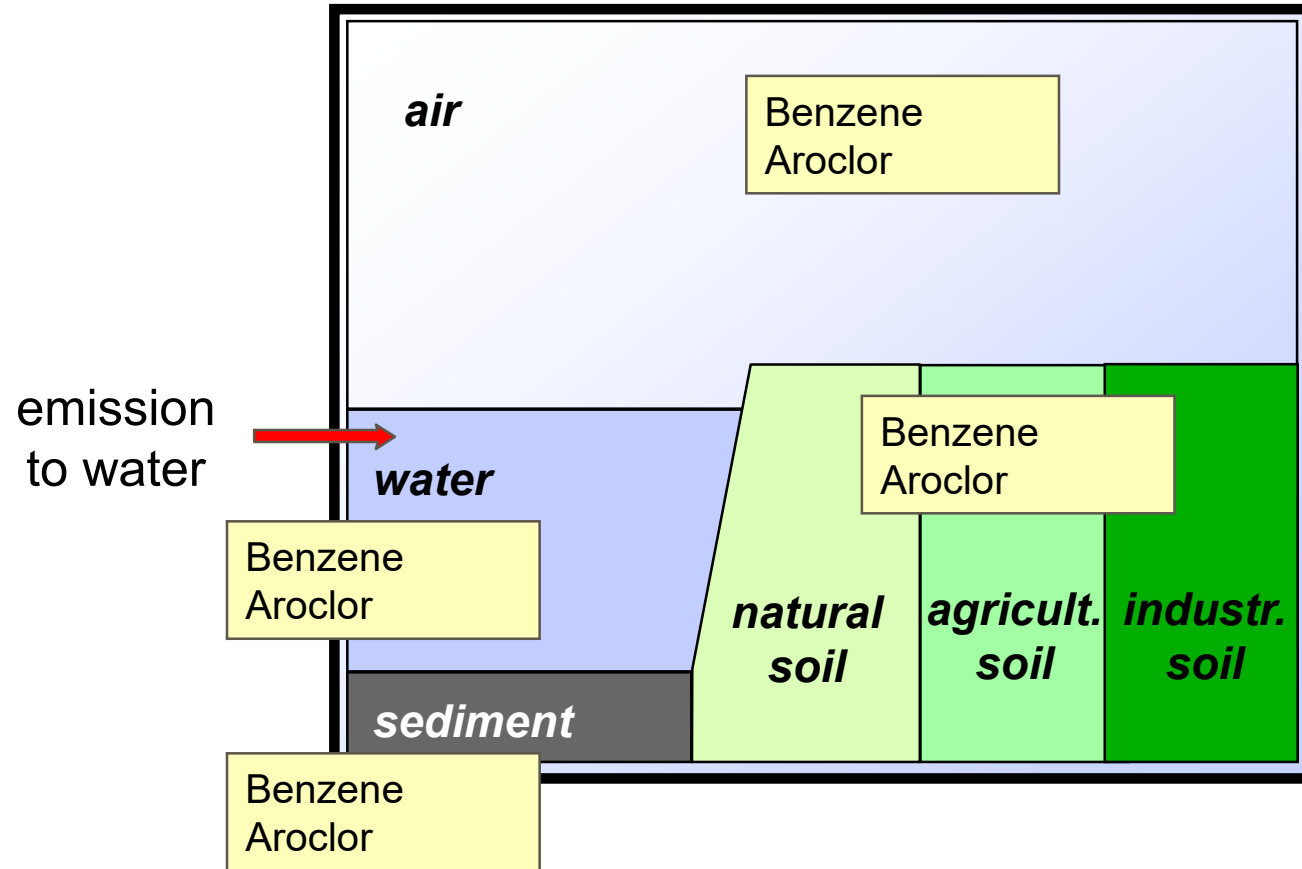 air
Benzene
Aroclor
emission
to water
water
Benzene
Aroclor
Benzene
Aroclor
natural
soil
agricult.
soil
industr.
soil
sediment
Benzene
Aroclor